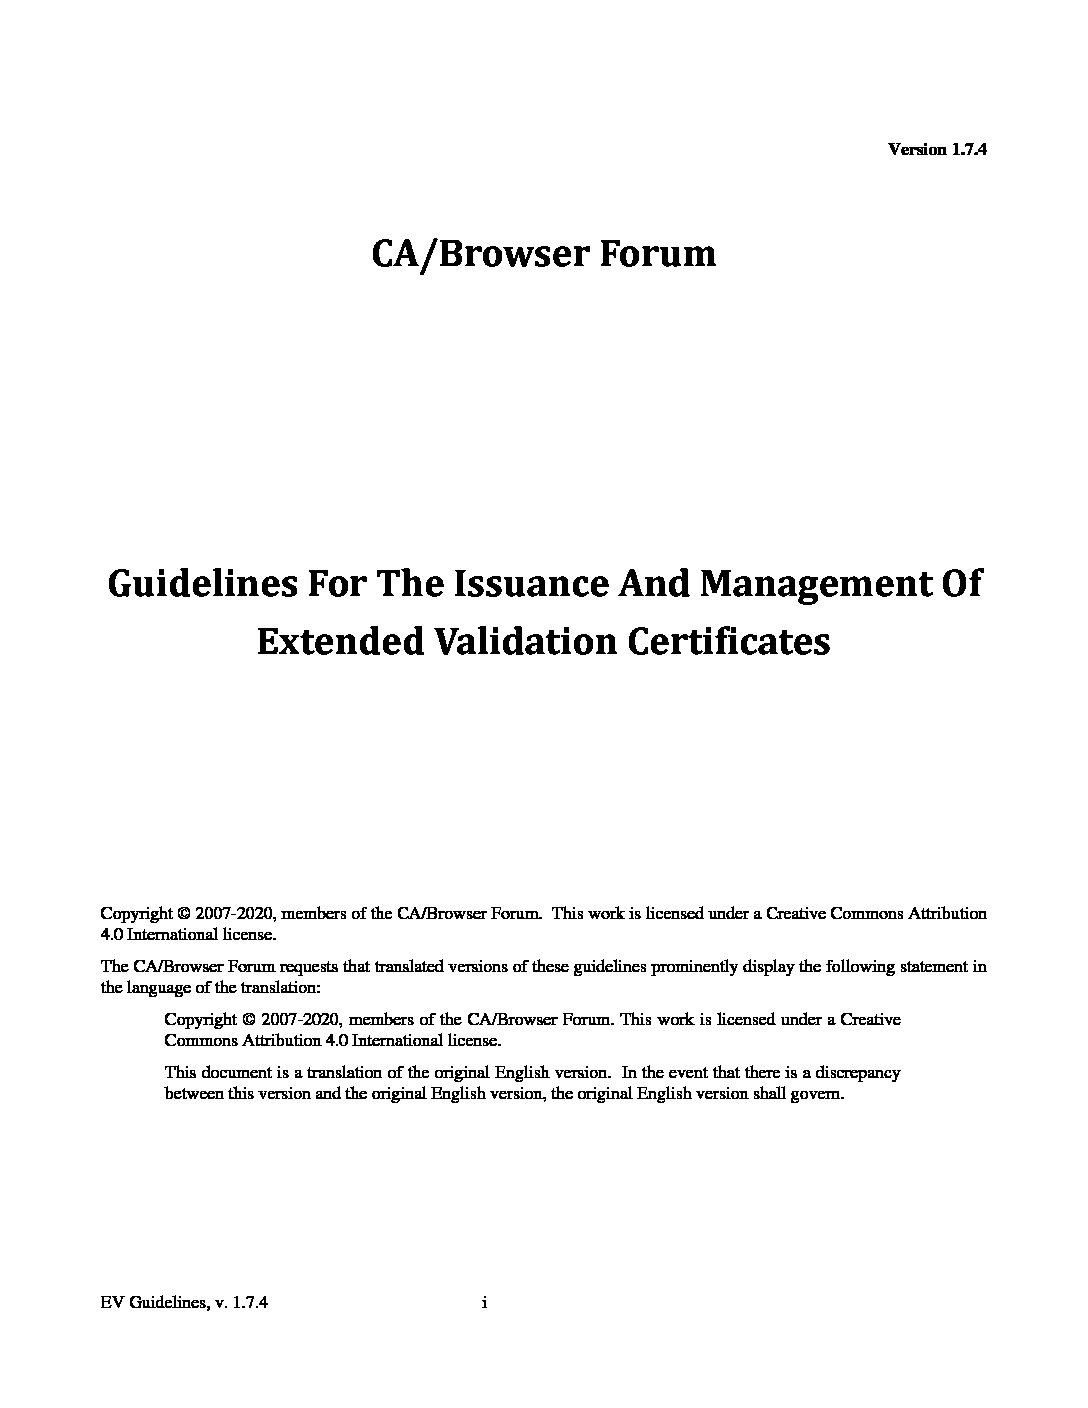 Version 1.7.4
CA/Browser Forum
Guidelines For The Issuance And Management Of
Extended Validation Certificates
Copyright © 2007-2020, members of the CA/Browser Forum.  This work is licensed under a Creative Commons Attribution
4.0 International license.
The CA/Browser Forum requests that translated versions of these guidelines prominently display the following statement in
the language of the translation:
Copyright © 2007-2020, members of the CA/Browser Forum. This work is licensed under a Creative
Commons Attribution 4.0 International license.
This document is a translation of the original English version.  In the event that there is a discrepancy
between this version and the original English version, the original English version shall govern.
EV Guidelines, v. 1.7.4 i